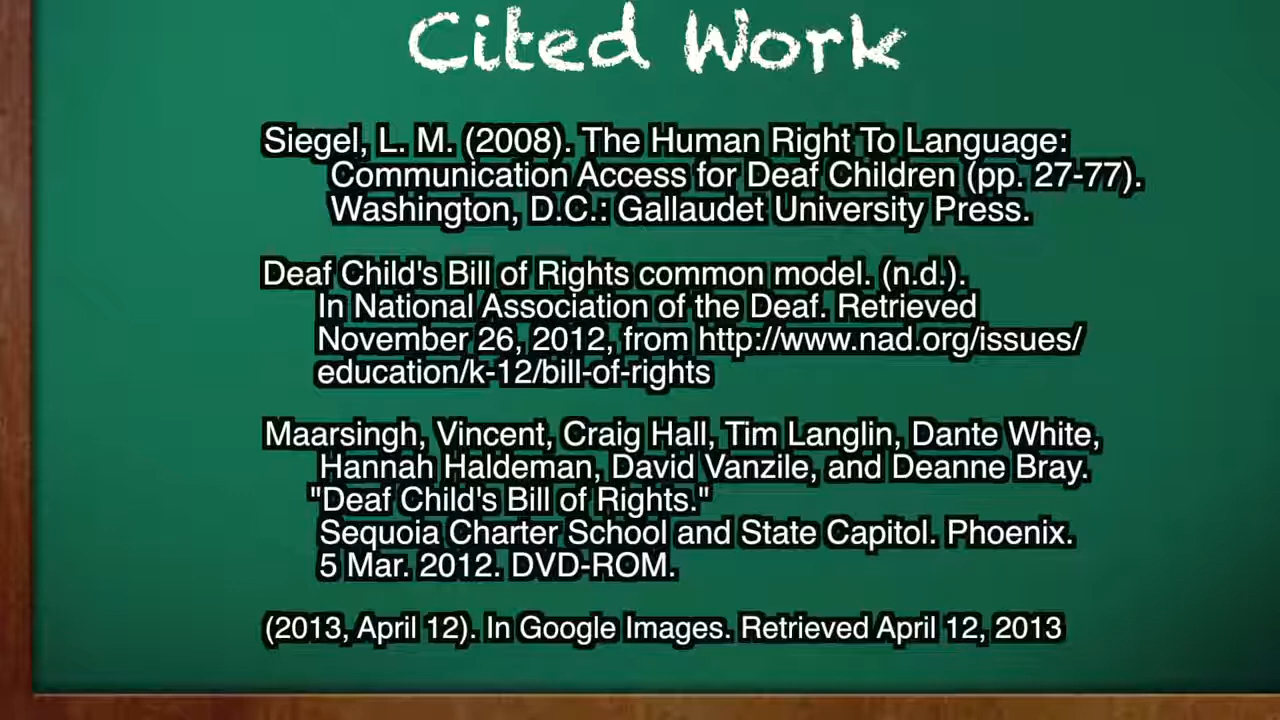 Cited Work
Siegel, L. M. (2008). The Human Right To Language:
Communication Access for Deaf Children (pp. 27-77).
Washington, D.C.: Gallaudet University Press.
Deaf Child's Bill of Rights common model. (n.d.).
In National Association of the Deaf. Retrieved
November 26, 2012, from http://www.nad.org/issues/
education/k-12/bill-of-rights
Maarsingh, Vincent, Craig Hall, Tim Langlin, Dante White,
Hannah Haldeman, David Vanzile, and Deanne Bray.
"Deaf Child's Bill of Rights."
Sequoia Charter School and State Capitol. Phoenix.
5 Mar. 2012. DVD-ROM.
(2013, April 12). In Google Images. Retrieved April 12, 2013